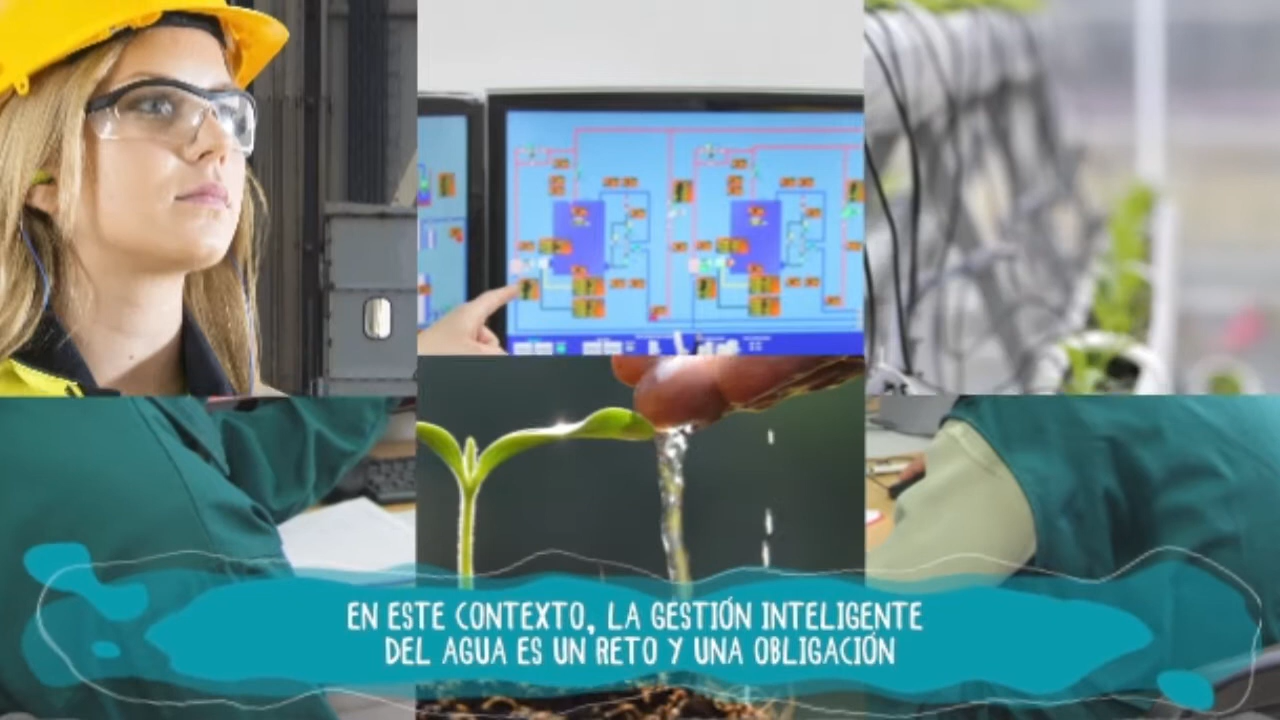 EN ESTE CONTEXTO, LA GESTIÓN INTELIGENTE
DEL AGUA ES UN RETO Y UNA OBLIGACIÓN